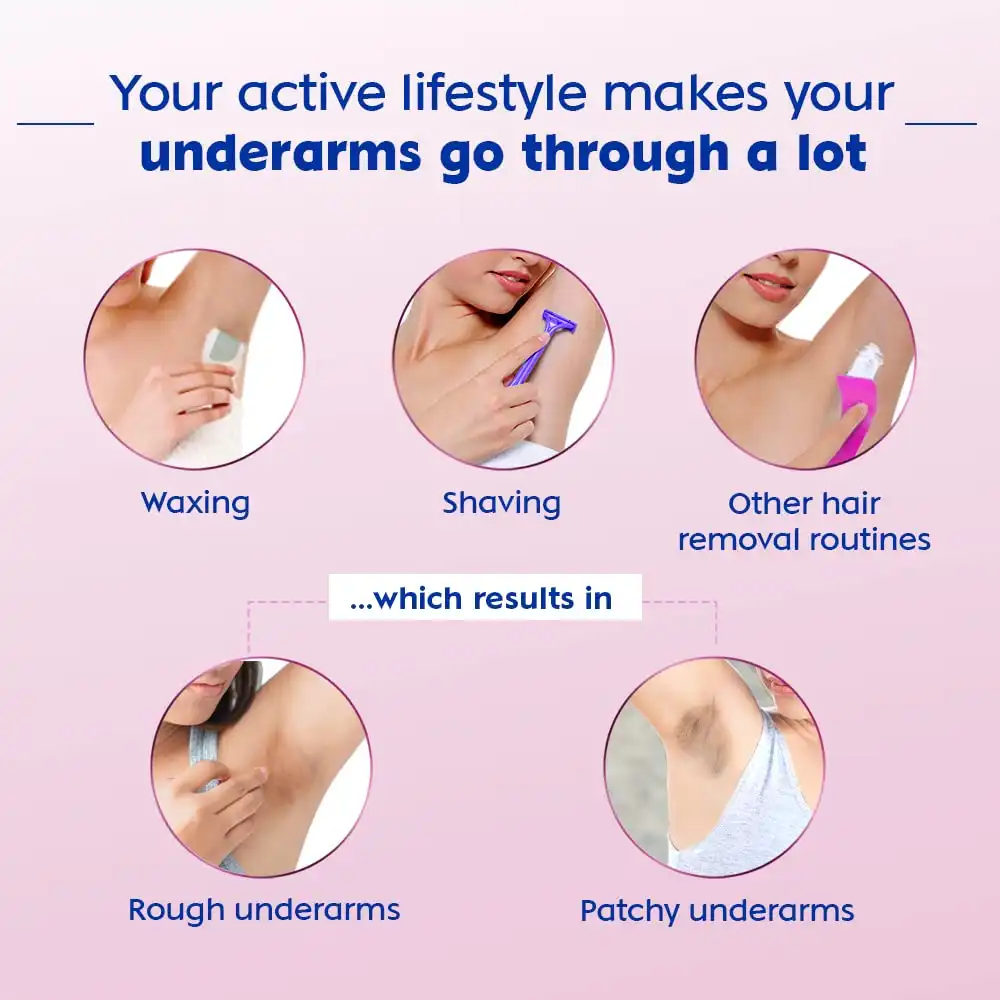 Your active lifestyle makes your
underarms go through a lot
Waxing
Shaving
Other hair
removal routines
...which results in
Rough underarms
Patchy underarms